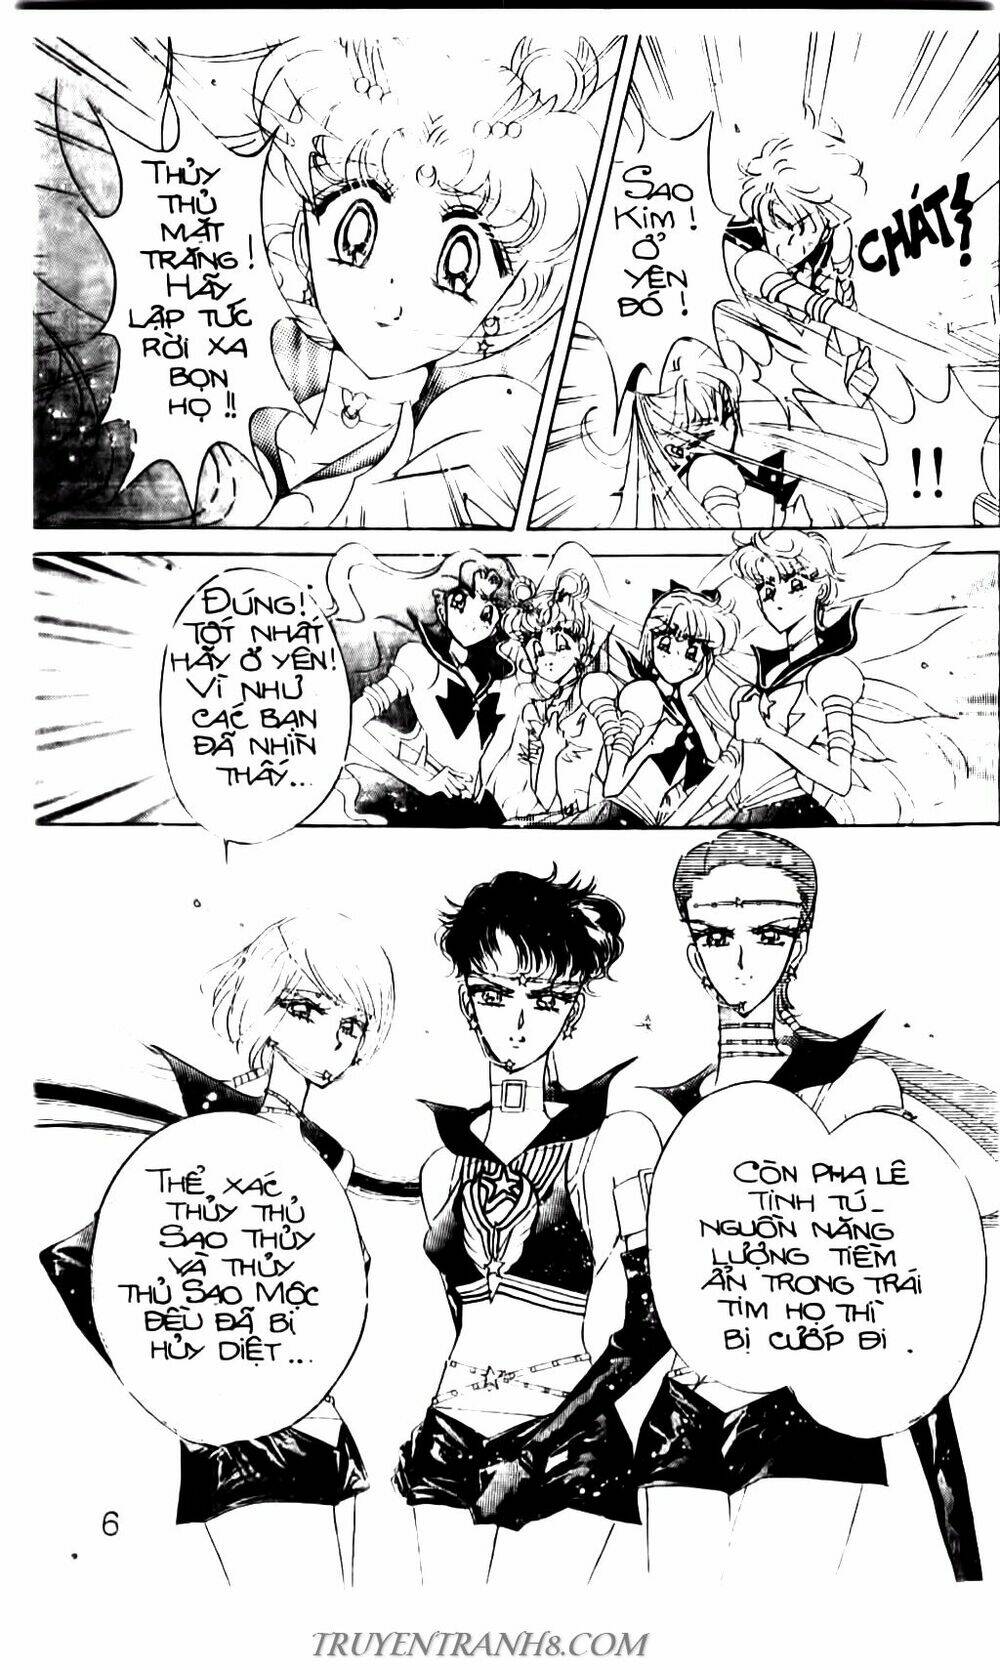 THỦY
THỦ
MẶT
TRĂNG!
HÃY
LẬP TỨC
RỜI XA
BỌN
HỌ!!
SAO
KIM!
Ở
YÊN
ĐÓ!
CHÁT!
!!
ĐÚNG!
TỐT NHẤT
HÃY Ở YÊN!
VÌ NHƯ
CÁC BẠN
ĐÃ NHÌN
THẤY...
THỂ XÁC
THỦY THỦ
SAO THỦY
VÀ THỦY
THỦ SAO MỘC
ĐỀU ĐÃ BỊ
HỦY DIỆT...
CÒN PHA LÊ
TINH TÚ_
NGUỒN NĂNG
LƯỢNG TIỀM
ẨN TRONG TRÁI
TIM HỌ THÌ
BỊ CƯỚP ĐI.
6
TRUYENTRANH8.COM